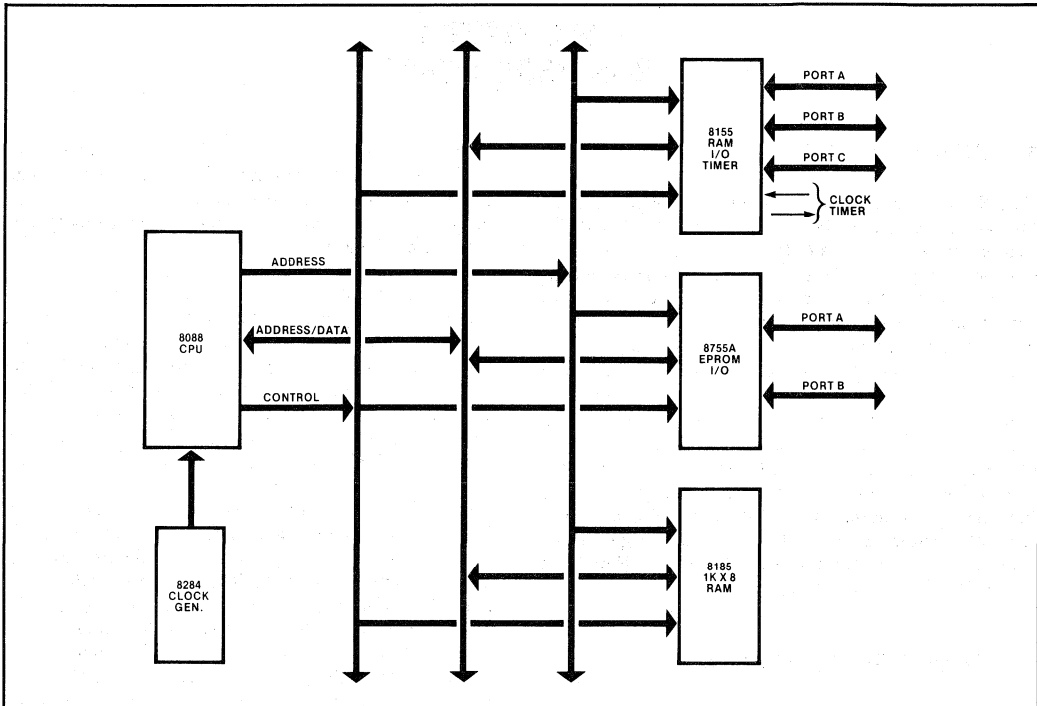 8155
RAM
I/O
TIMER
PORT A
PORT B
PORT C
CLOCK
TIMER
8088
CPU
ADDRESS
ADDRESS/DATA
CONTROL
8755A
EPROM
I/O
PORT A
PORT B
8284
CLOCK
GEN.
8185
1K X 8
RAM